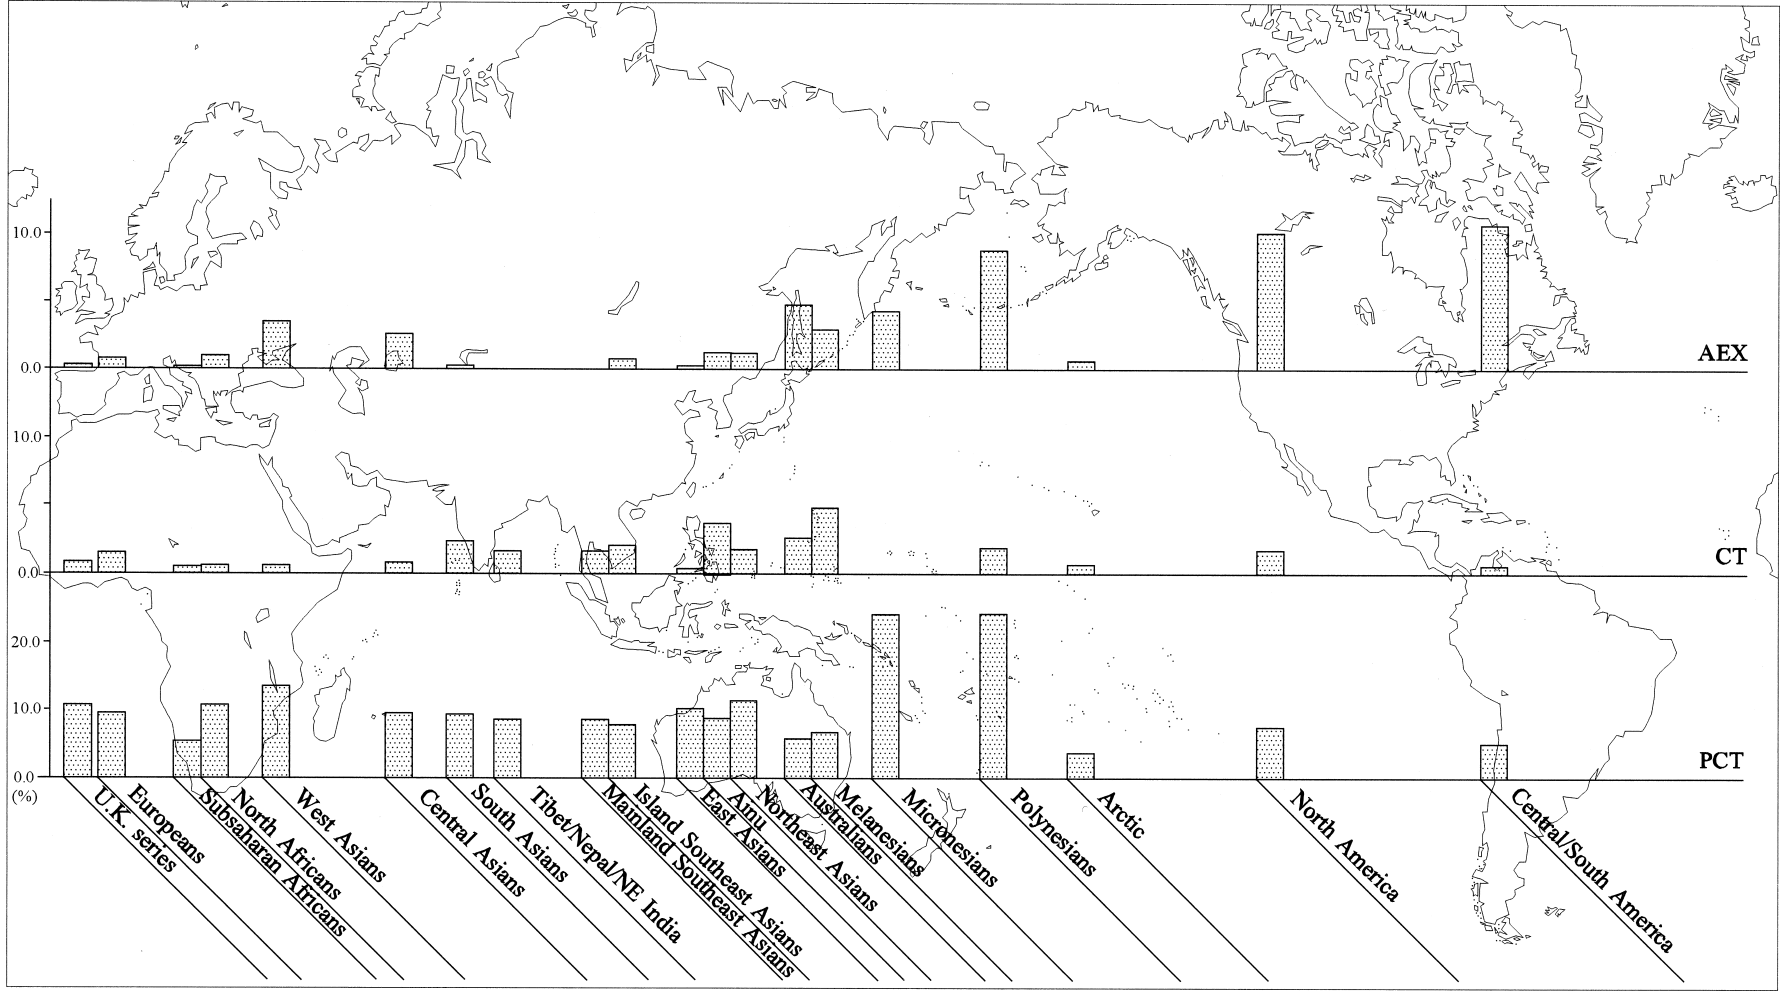 10.0
0.0
AEX
10.0
0.0
CT
20.0
10.0
0.0
PCT
(%)
U.K. series
Europeans
Subsaharan Africans
North Africans
West Asians
Central Asians
South Asians
Tibet/Nepal/NE India
Mainland Southeast Asians
Island Southeast Asians
East Asians
Ainu
Northeast Asians
Australians
Melanesians
Micronesians
Polynesians
Arctic
North America
Central/South America